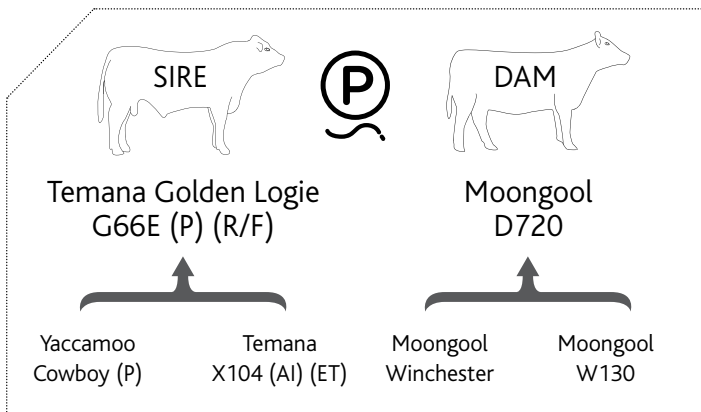 SIRE
P
DAM
Temana Golden Logie
G66E (P) (R/F)
Moongool
D720
Yaccamoo
Cowboy (P)
Temana
X104 (AI) (ET)
Moongool
Winchester
Moongool
W130